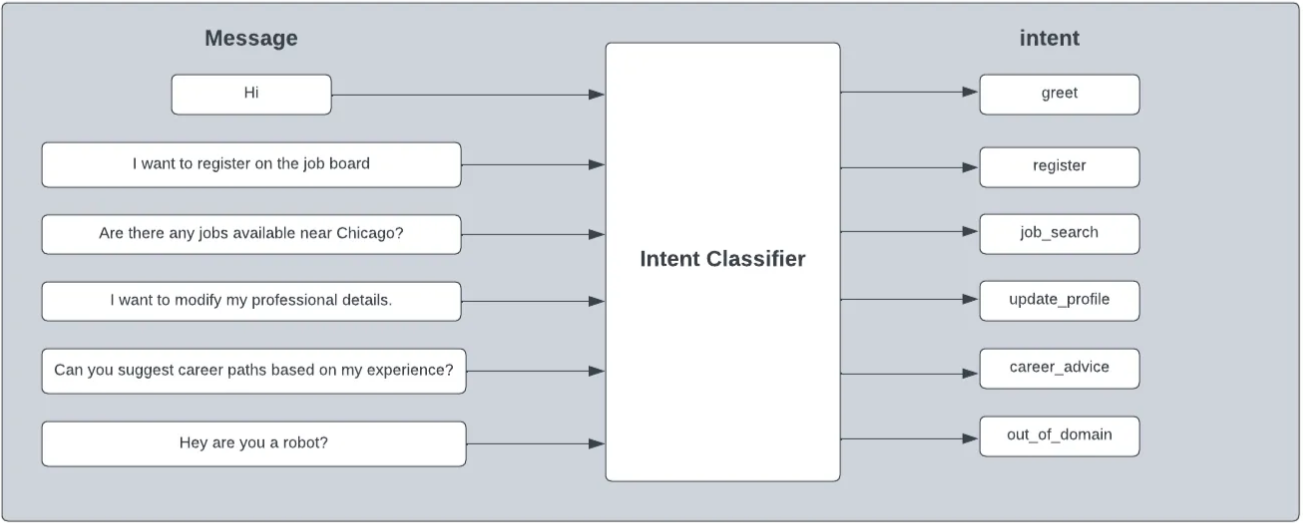 Message
intent
Hi
greet
I want to register on the job board
register
Are there any jobs available near Chicago?
job_search
Intent Classifier
I want to modify my professional details.
update_profile
Can you suggest career paths based on my experience?
career_advice
Hey are you a robot?
out_of_domain